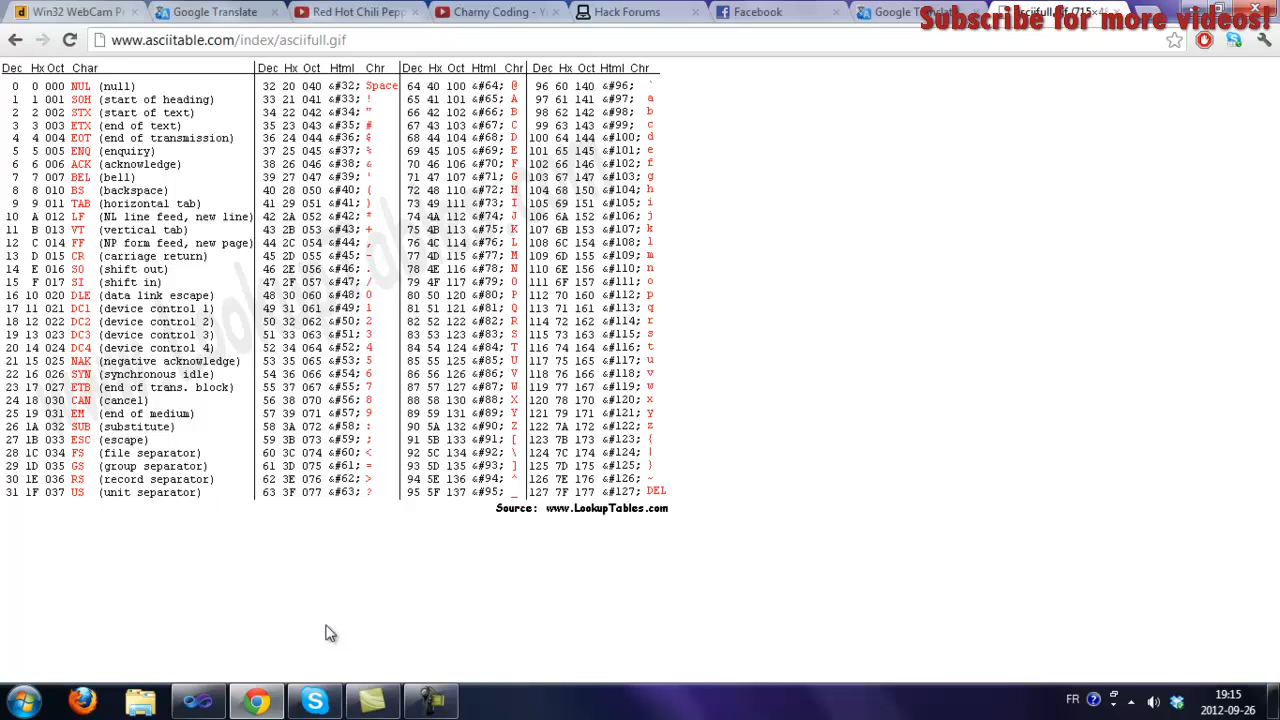 Win32 WebCam P
Google Translate
Red Hot Chili Pepp
Charny Coding - Y
Hack Forums
Facebook
Google Transla
Subscribe for more videos!
www.asciitable.com/index/asciifull.gif
Dec Hx Oct Char Dec Hx Oct Html Chr Dec Hx Oct Html Chr Dec Hx Oct Html Chr
0 0 000 NUL (null) 32 20 040 &#32; Space 64 40 100 &#64; @ 96 60 140 &#96; `
1 1 001 SOH (start of heading) 33 21 041 &#33; ! 65 41 101 &#65; A 97 61 141 &#97; a
2 2 002 STX (start of text) 34 22 042 &#34; " 66 42 102 &#66; B 98 62 142 &#98; b
3 3 003 ETX (end of text) 35 23 043 &#35; # 67 43 103 &#67; C 99 63 143 &#99; c
4 4 004 EOT (end of transmission) 36 24 044 &#36; $ 68 44 104 &#68; D 100 64 144 &#100; d
5 5 005 ENQ (enquiry) 37 25 045 &#37; % 69 45 105 &#69; E 101 65 145 &#101; e
6 6 006 ACK (acknowledge) 38 26 046 &#38; & 70 46 106 &#70; F 102 66 146 &#102; f
7 7 007 BEL (bell) 39 27 047 &#39; ' 71 47 107 &#71; G 103 67 147 &#103; g
8 8 010 BS (backspace) 40 28 050 &#40; ( 72 48 110 &#72; H 104 68 150 &#104; h
9 9 011 TAB (horizontal tab) 41 29 051 &#41; ) 73 49 111 &#73; I 105 69 151 &#105; i
10 A 012 LF (NL line feed, new line) 42 2A 052 &#42; * 74 4A 112 &#74; J 106 6A 152 &#106; j
11 B 013 VT (vertical tab) 43 2B 053 &#43; + 75 4B 113 &#75; K 107 6B 153 &#107; k
12 C 014 FF (NP form feed, new page) 44 2C 054 &#44; , 76 4C 114 &#76; L 108 6C 154 &#108; l
13 D 015 CR (carriage return) 45 2D 055 &#45; - 77 4D 115 &#77; M 109 6D 155 &#109; m
14 E 016 SO (shift out) 46 2E 056 &#46; . 78 4E 116 &#78; N 110 6E 156 &#110; n
15 F 017 SI (shift in) 47 2F 057 &#47; / 79 4F 117 &#79; O 111 6F 157 &#111; o
16 10 020 DLE (data link escape) 48 30 060 &#48; 0 80 50 120 &#80; P 112 70 160 &#112; p
17 11 021 DC1 (device control 1) 49 31 061 &#49; 1 81 51 121 &#81; Q 113 71 161 &#113; q
18 12 022 DC2 (device control 2) 50 32 062 &#50; 2 82 52 122 &#82; R 114 72 162 &#114; r
19 13 023 DC3 (device control 3) 51 33 063 &#51; 3 83 53 123 &#83; S 115 73 163 &#115; s
20 14 024 DC4 (device control 4) 52 34 064 &#52; 4 84 54 124 &#84; T 116 74 164 &#116; t
21 15 025 NAK (negative acknowledge) 53 35 065 &#53; 5 85 55 125 &#85; U 117 75 165 &#117; u
22 16 026 SYN (synchronous idle) 54 36 066 &#54; 6 86 56 126 &#86; V 118 76 166 &#118; v
23 17 027 ETB (end of trans. block) 55 37 067 &#55; 7 87 57 127 &#87; W 119 77 167 &#119; w
24 18 030 CAN (cancel) 56 38 070 &#56; 8 88 58 130 &#88; X 120 78 170 &#120; x
25 19 031 EM (end of medium) 57 39 071 &#57; 9 89 59 131 &#89; Y 121 79 171 &#121; y
26 1A 032 SUB (substitute) 58 3A 072 &#58; : 90 5A 132 &#90; Z 122 7A 172 &#122; z
27 1B 033 ESC (escape) 59 3B 073 &#59; ; 91 5B 133 &#91; [ 123 7B 173 &#123; {
28 1C 034 FS (file separator) 60 3C 074 &#60; < 92 5C 134 &#92; \ 124 7C 174 &#124; |
29 1D 035 GS (group separator) 61 3D 075 &#61; = 93 5D 135 &#93; ] 125 7D 175 &#125; }
30 1E 036 RS (record separator) 62 3E 076 &#62; > 94 5E 136 &#94; ^ 126 7E 176 &#126; ~
31 1F 037 US (unit separator) 63 3F 077 &#63; ? 95 5F 137 &#95; _ 127 7F 177 &#127; DEL
Source: www.LookupTables.com
FR
19:15
2012-09-26